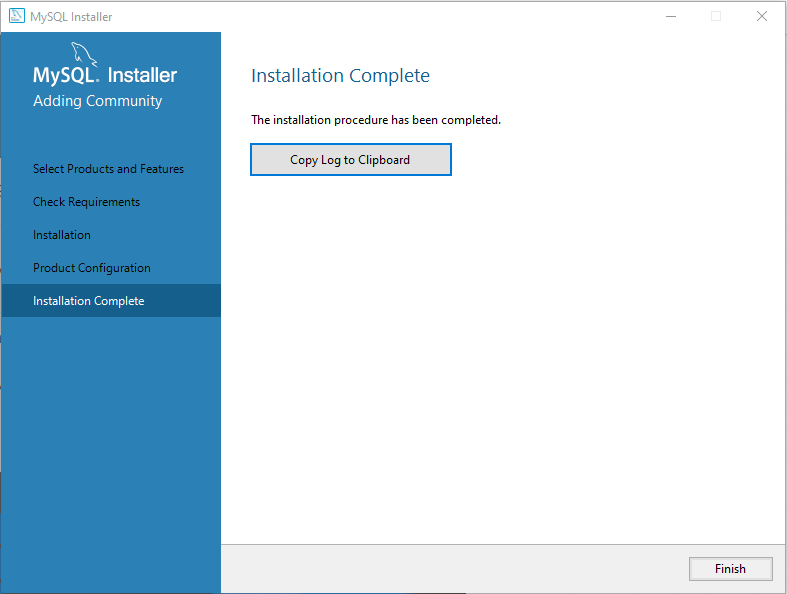 MySQL Installer
MySQL. Installer
Adding Community
Select Products and Features
Check Requirements
Installation
Product Configuration
Installation Complete
Installation Complete
The installation procedure has been completed.
Copy Log to Clipboard
Finish